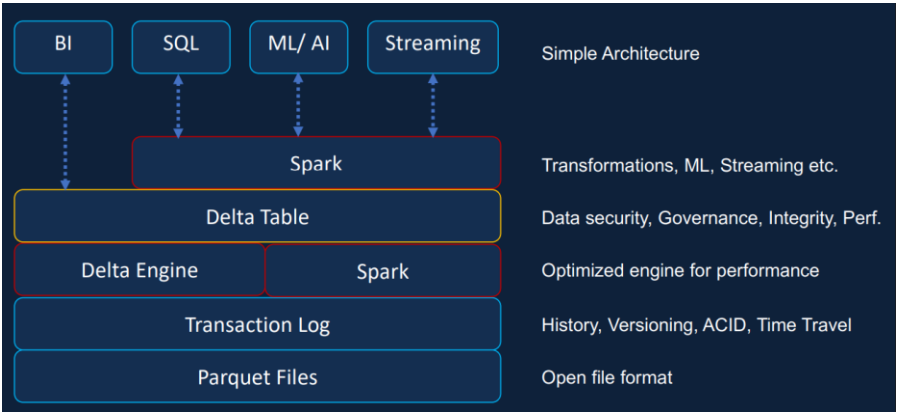 BI
SQL
ML/ AI
Streaming
Simple Architecture
Spark
Transformations, ML, Streaming etc.
Delta Table
Data security, Governance, Integrity, Perf.
Delta Engine
Spark
Optimized engine for performance
Transaction Log
History, Versioning, ACID, Time Travel
Parquet Files
Open file format